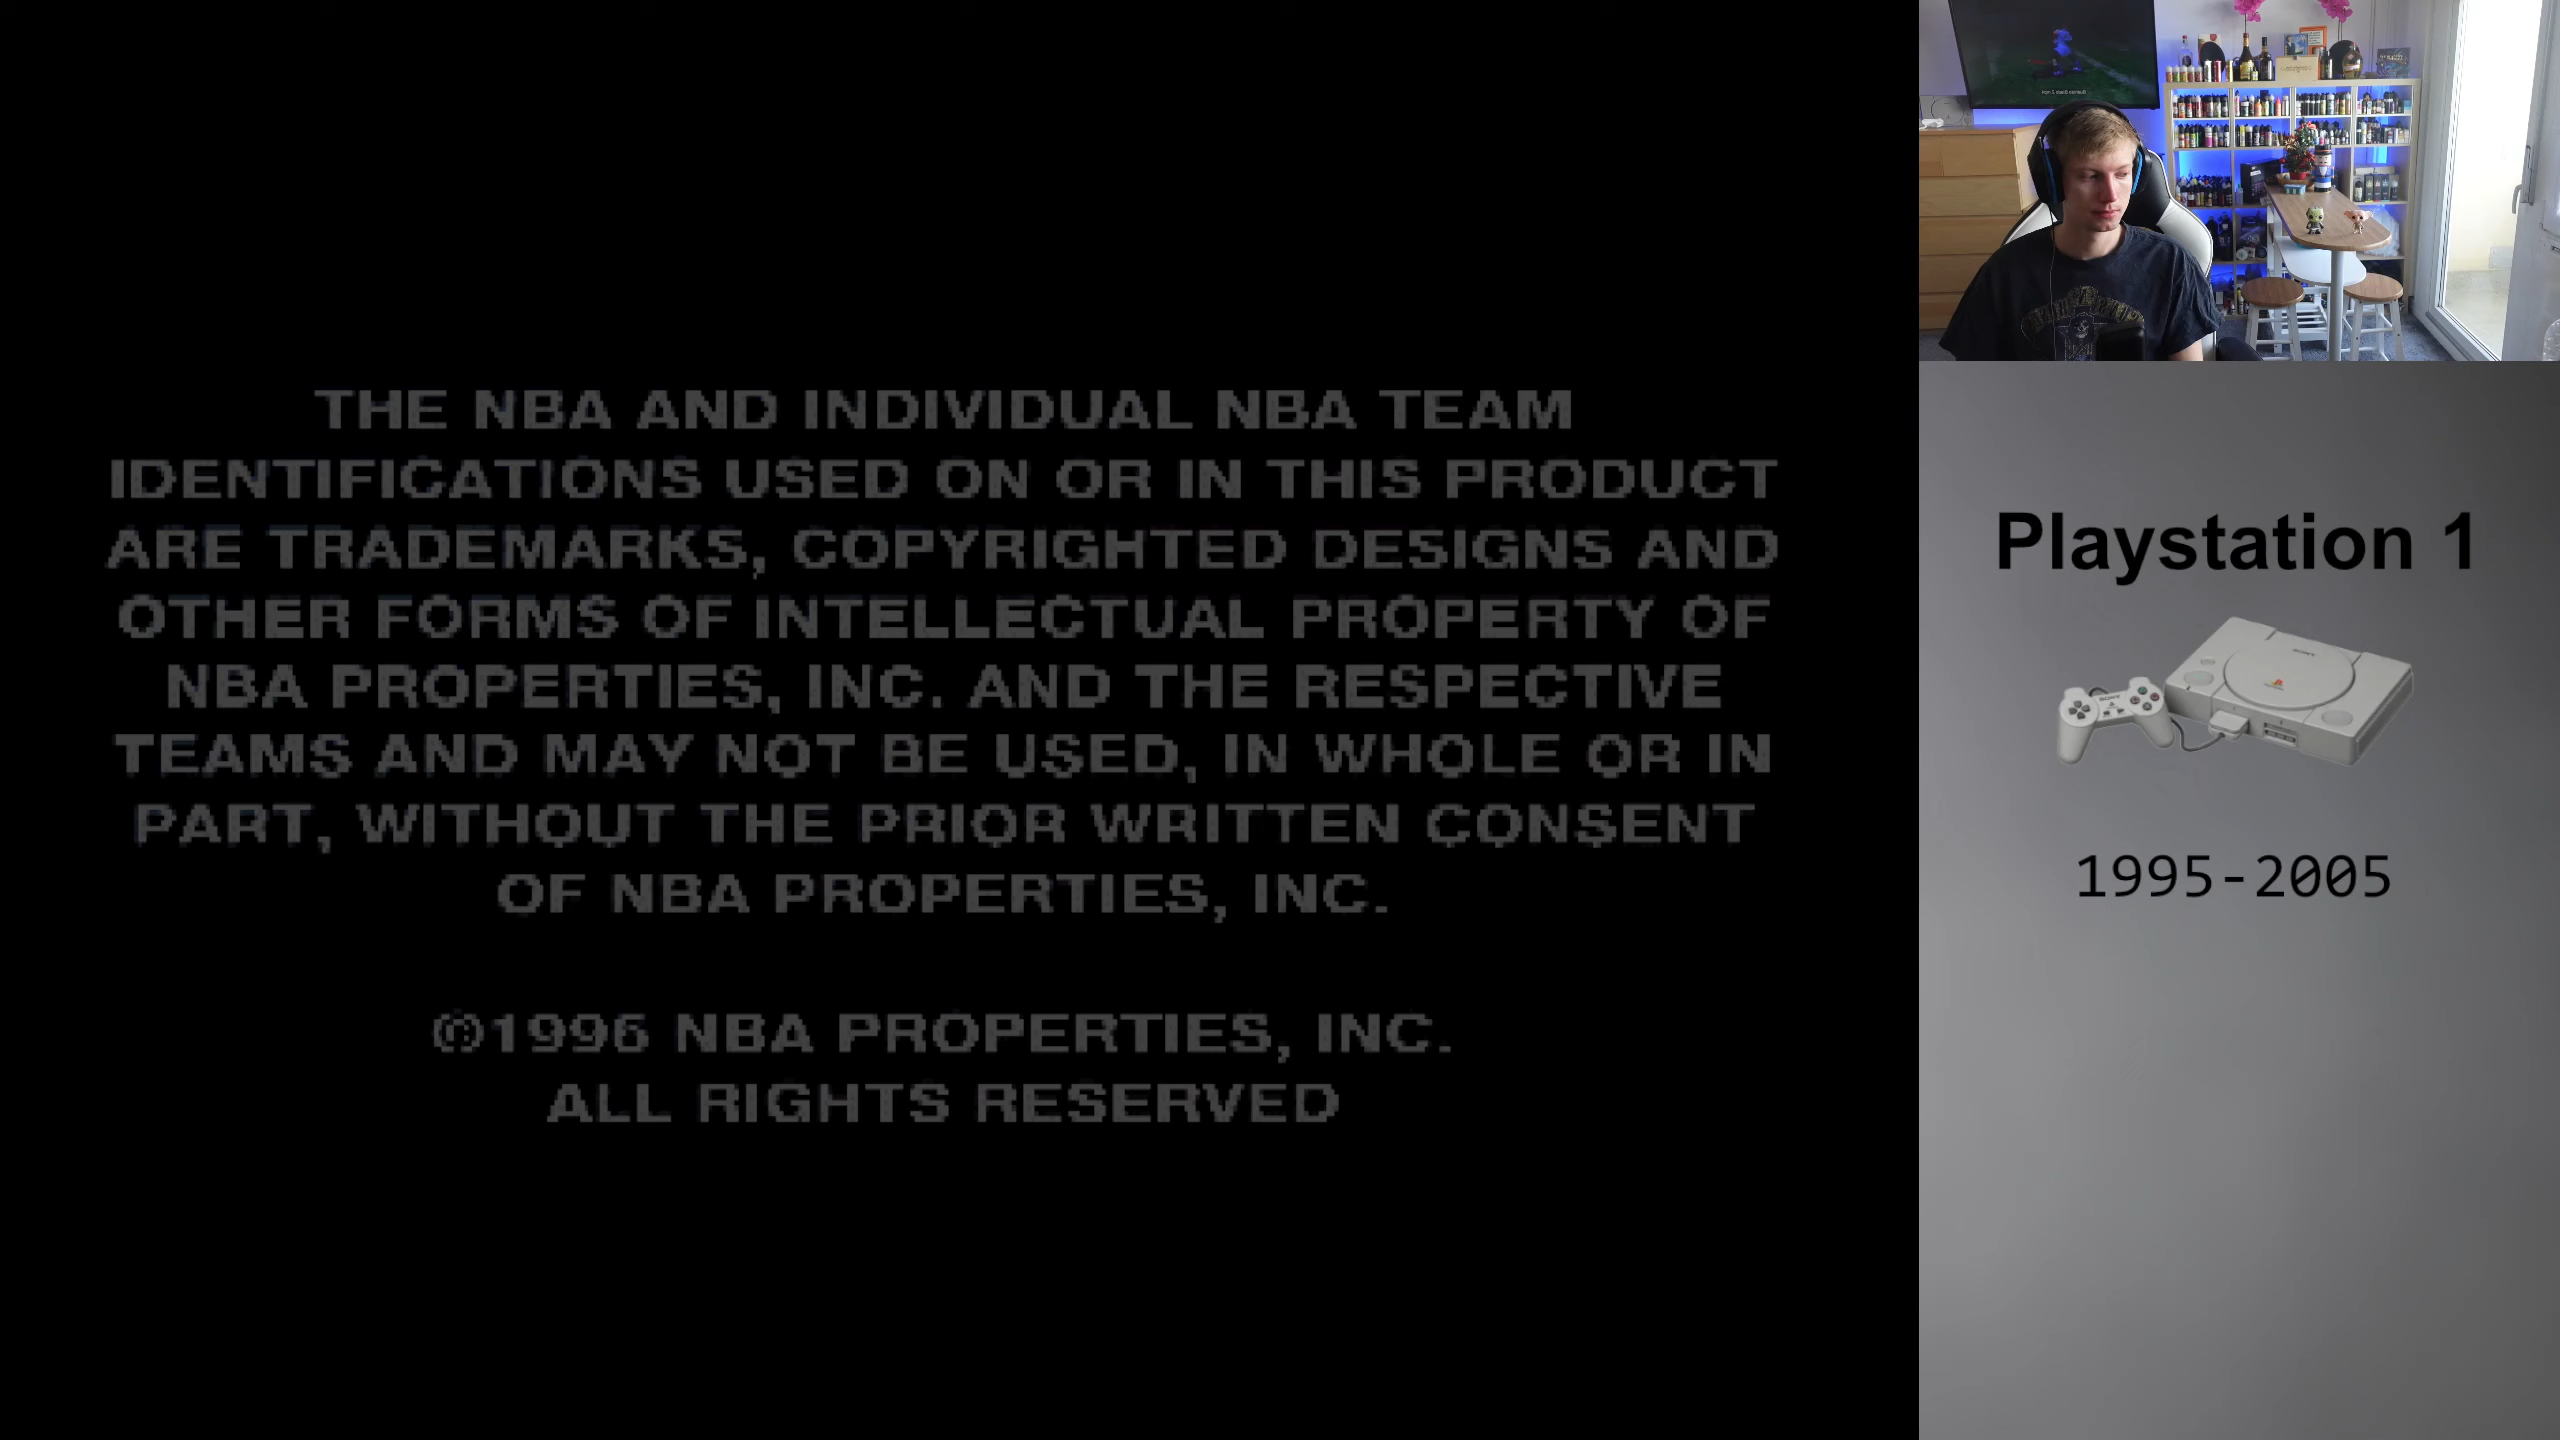 THE NBA AND INDIVIDUAL NBA TEAM
IDENTIFICATIONS USED ON OR IN THIS PRODUCT
ARE TRADEMARKS, COPYRIGHTED DESIGNS AND
OTHER FORMS OF INTELLECTUAL PROPERTY OF
NBA PROPERTIES, INC. AND THE RESPECTIVE
TEAMS AND MAY NOT BE USED, IN WHOLE OR IN
PART, WITHOUT THE PRIOR WRITTEN CONSENT
OF NBA PROPERTIES, INC.
©1996 NBA PROPERTIES, INC.
ALL RIGHTS RESERVED
Playstation 1
SONY
1995-2005